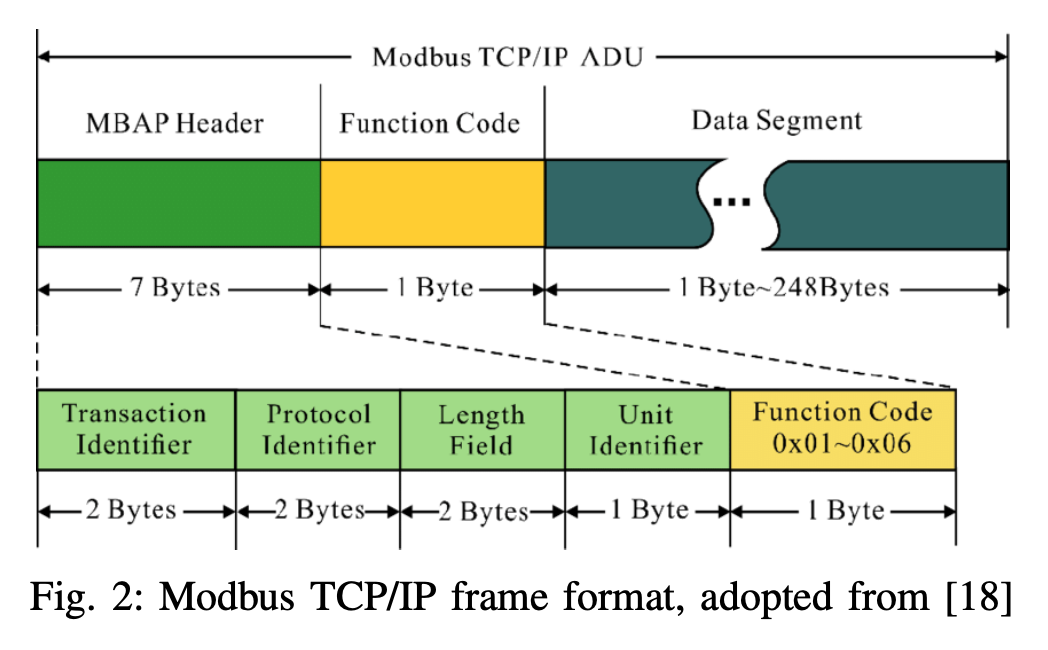 Modbus TCP/IP ADU
MBAP Header
Function Code
Data Segment
...
7 Bytes
1 Byte
1 Byte~248Bytes
Transaction
Identifier
Protocol
Identifier
Length
Field
Unit
Identifier
Function Code
0x01~0x06
2 Bytes
2 Bytes
2 Bytes
1 Byte
1 Byte
Fig. 2: Modbus TCP/IP frame format, adopted from [18]